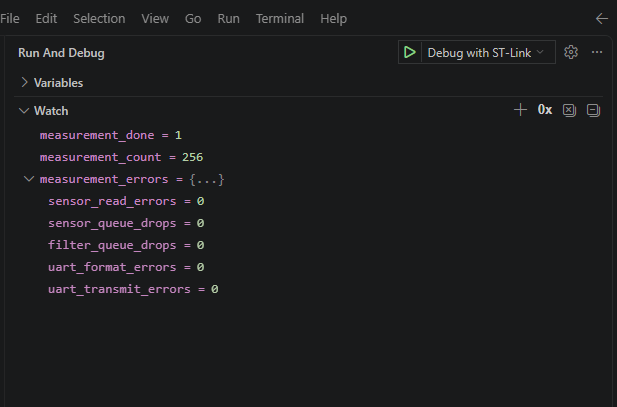 File Edit Selection View Go Run Terminal Help
Run And Debug Debug with ST-Link ...
Variables
Watch 0x
measurement_done = 1
measurement_count = 256
measurement_errors = {...}
sensor_read_errors = 0
sensor_queue_drops = 0
filter_queue_drops = 0
uart_format_errors = 0
uart_transmit_errors = 0